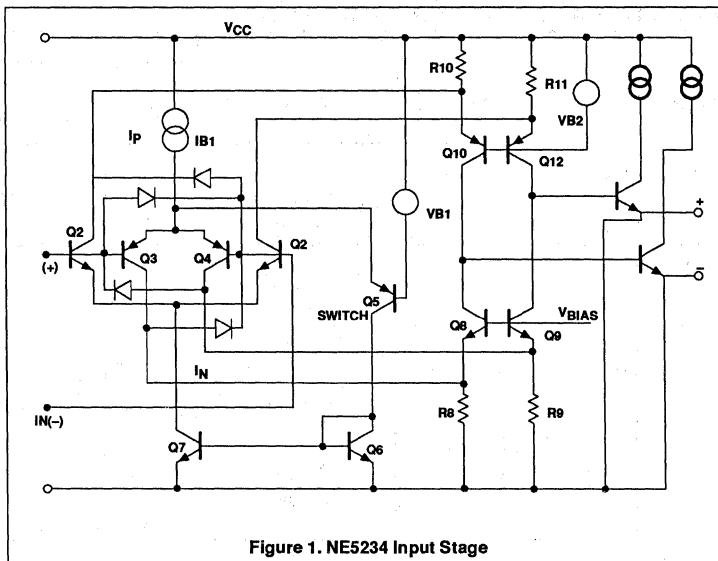 VCC
R10
R11
IP
IB1
VB2
Q10
Q12
VB1
+
Q2
(+)
Q3
Q4
Q2
Q5
SWITCH
–
Q8
Q9
VBIAS
IN
IN(–)
R8
R9
Q7
Q6
Figure 1. NE5234 Input Stage